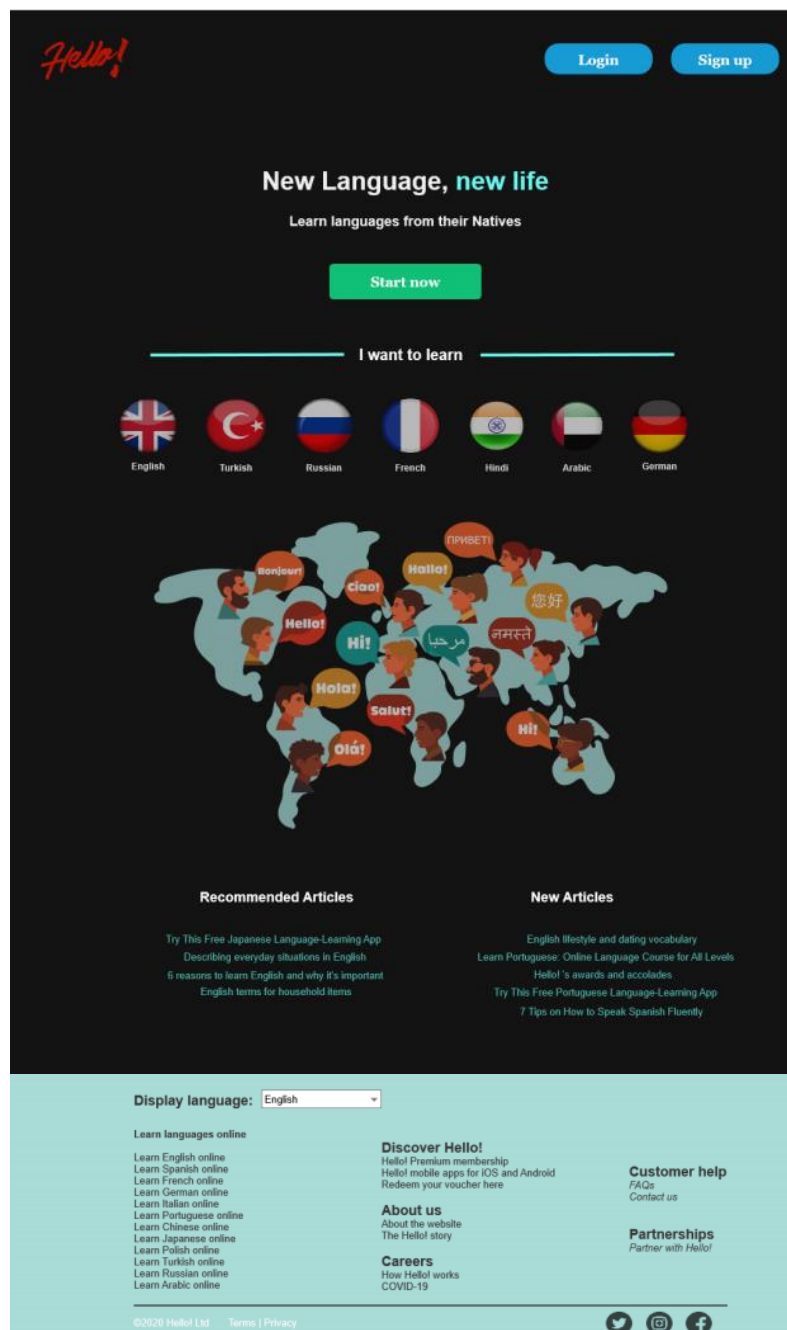 Hello!
Login
Sign up
New Language, new life
Learn languages from their Natives
Start now
I want to learn
English
Turkish
Russian
French
Hindi
Arabic
German
ПРИВЕТ!
Bonjour!
Hallo!
Ciao!
您好
Hello!
Hi!
مرحبا
नमस्ते
Hola!
Salut!
Hi!
Olá!
Recommended Articles
Try This Free Japanese Language-Learning App
Describing everyday situations in English
6 reasons to learn English and why it's important
English terms for household items
New Articles
English lifestyle and dating vocabulary
Learn Portuguese: Online Language Course for All Levels
Hello! 's awards and accolades
Try This Free Portuguese Language-Learning App
7 Tips on How to Speak Spanish Fluently
Display language: English
Learn languages online
Learn English online
Learn Spanish online
Learn French online
Learn German online
Learn Italian online
Learn Portuguese online
Learn Chinese online
Learn Japanese online
Learn Polish online
Learn Turkish online
Learn Russian online
Learn Arabic online
Discover Hello!
Hello! Premium membership
Hello! mobile apps for iOS and Android
Redeem your voucher here
About us
About the website
The Hello! story
Careers
How Hello! works
COVID-19
Customer help
FAQs
Contact us
Partnerships
Partner with Hello!
©2020 Hello! Ltd
Terms | Privacy